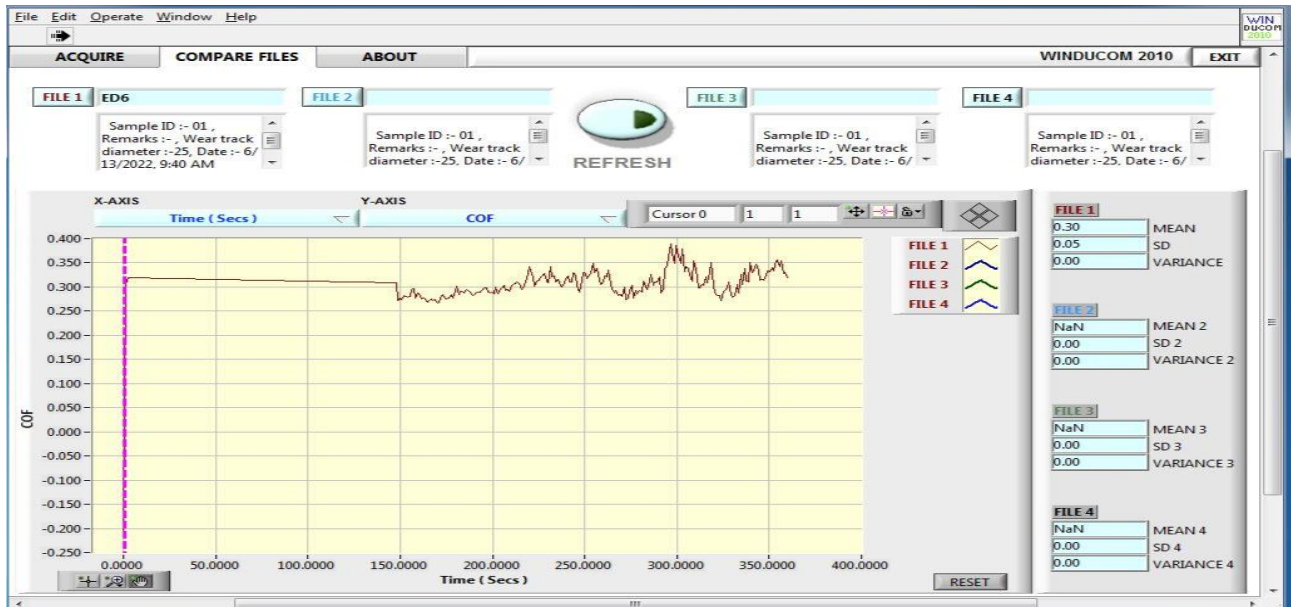 File Edit Operate Window Help
WIN
DUCOM
2010
ACQUIRE COMPARE FILES ABOUT WINDUCOM 2010 EXIT
FILE 1 ED6 FILE 2 FILE 3 FILE 4
Sample ID :- 01 ,
Remarks :- , Wear track
diameter :-25, Date :- 6/
13/2022, 9:40 AM
Sample ID :- 01 ,
Remarks :- , Wear track
diameter :-25, Date :- 6/
REFRESH
Sample ID :- 01 ,
Remarks :- , Wear track
diameter :-25, Date :- 6/
Sample ID :- 01 ,
Remarks :- , Wear track
diameter :-25, Date :- 6/
X-AXIS Y-AXIS
Time ( Secs ) COF Cursor 0 1 1
0.400
0.350
0.300
0.250
0.200
0.150
0.100
0.050
0.000
-0.050
-0.100
-0.150
-0.200
-0.250
COF
0.0000 50.0000 100.0000 150.0000 200.0000 250.0000 300.0000 350.0000 400.0000
Time ( Secs )
FILE 1
FILE 2
FILE 3
FILE 4
RESET
FILE 1
0.30 MEAN
0.05 SD
0.00 VARIANCE
FILE 2
NaN MEAN 2
0.00 SD 2
0.00 VARIANCE 2
FILE 3
NaN MEAN 3
0.00 SD 3
0.00 VARIANCE 3
FILE 4
NaN MEAN 4
0.00 SD 4
0.00 VARIANCE 4